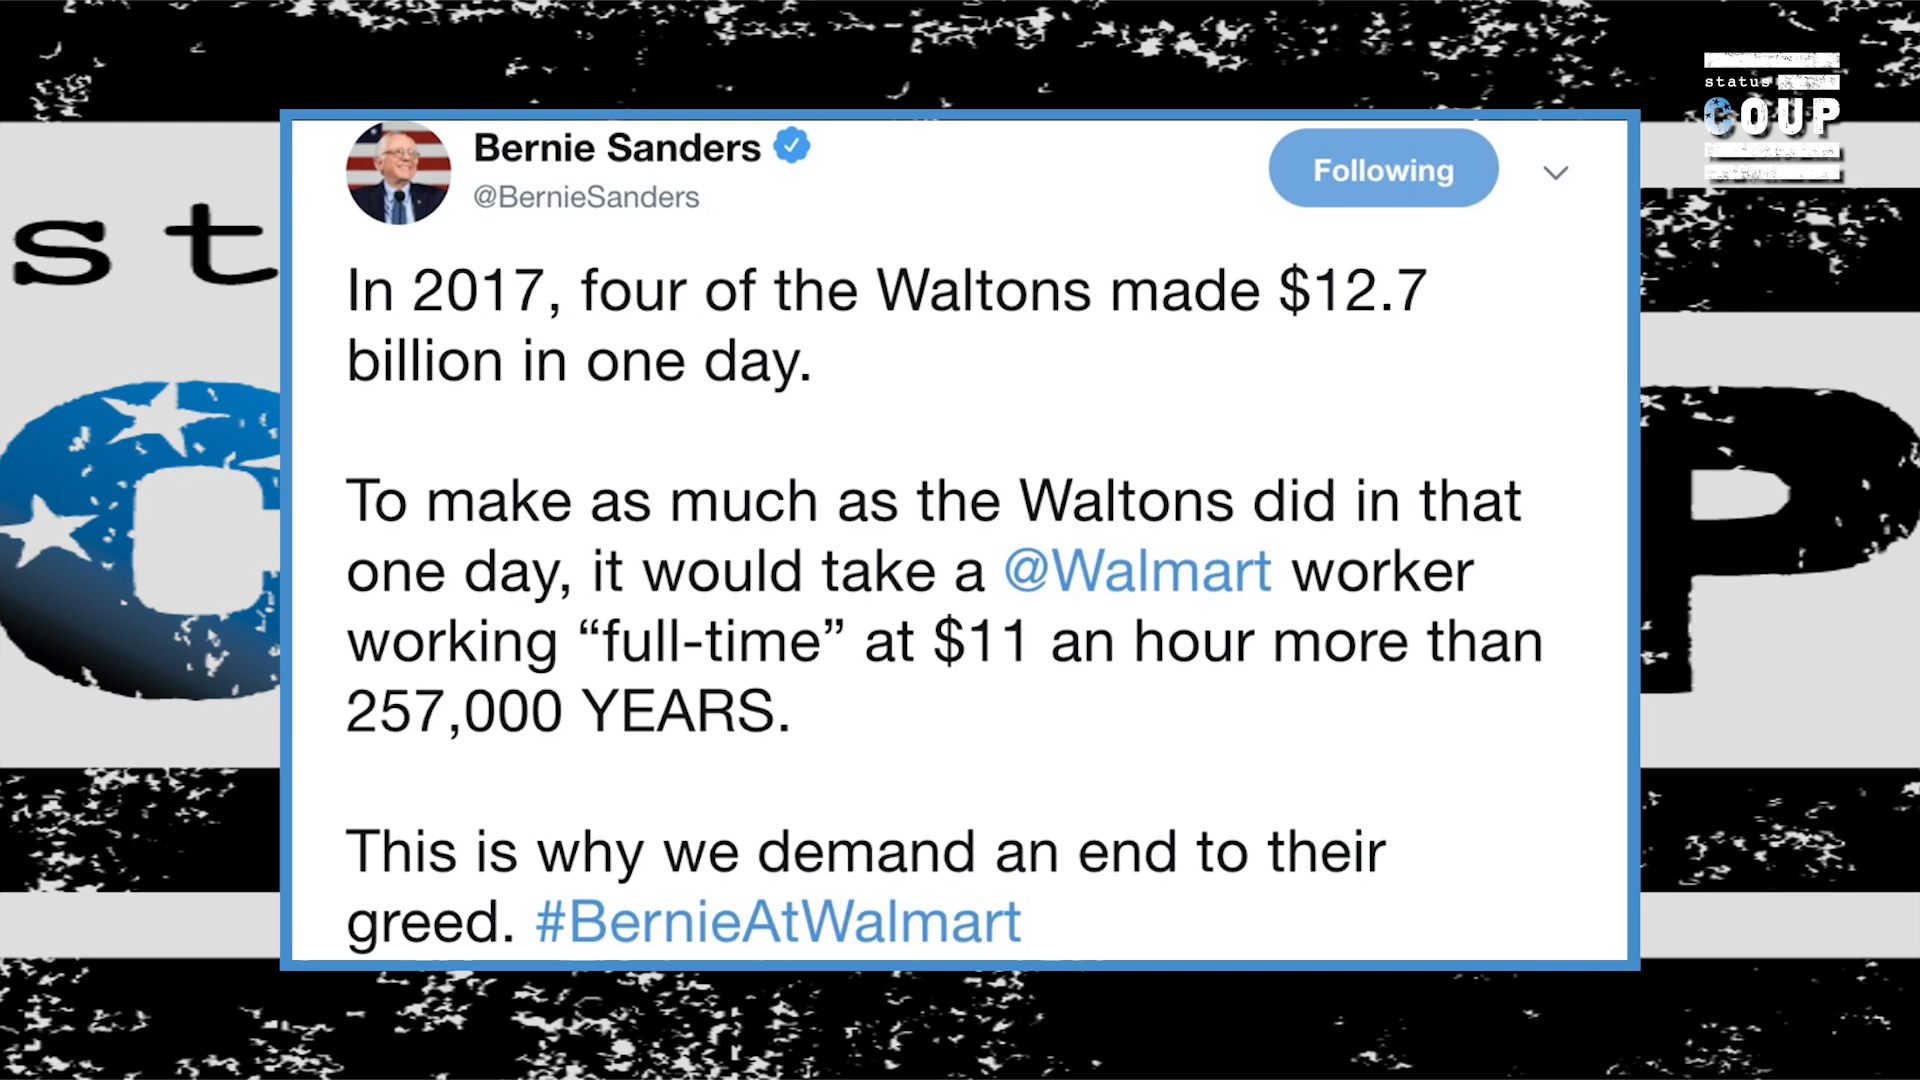 status
COUP
st
C
P
Bernie Sanders
@BernieSanders
Following
In 2017, four of the Waltons made $12.7
billion in one day.
To make as much as the Waltons did in that
one day, it would take a @Walmart worker
working “full-time” at $11 an hour more than
257,000 YEARS.
This is why we demand an end to their
greed. #BernieAtWalmart